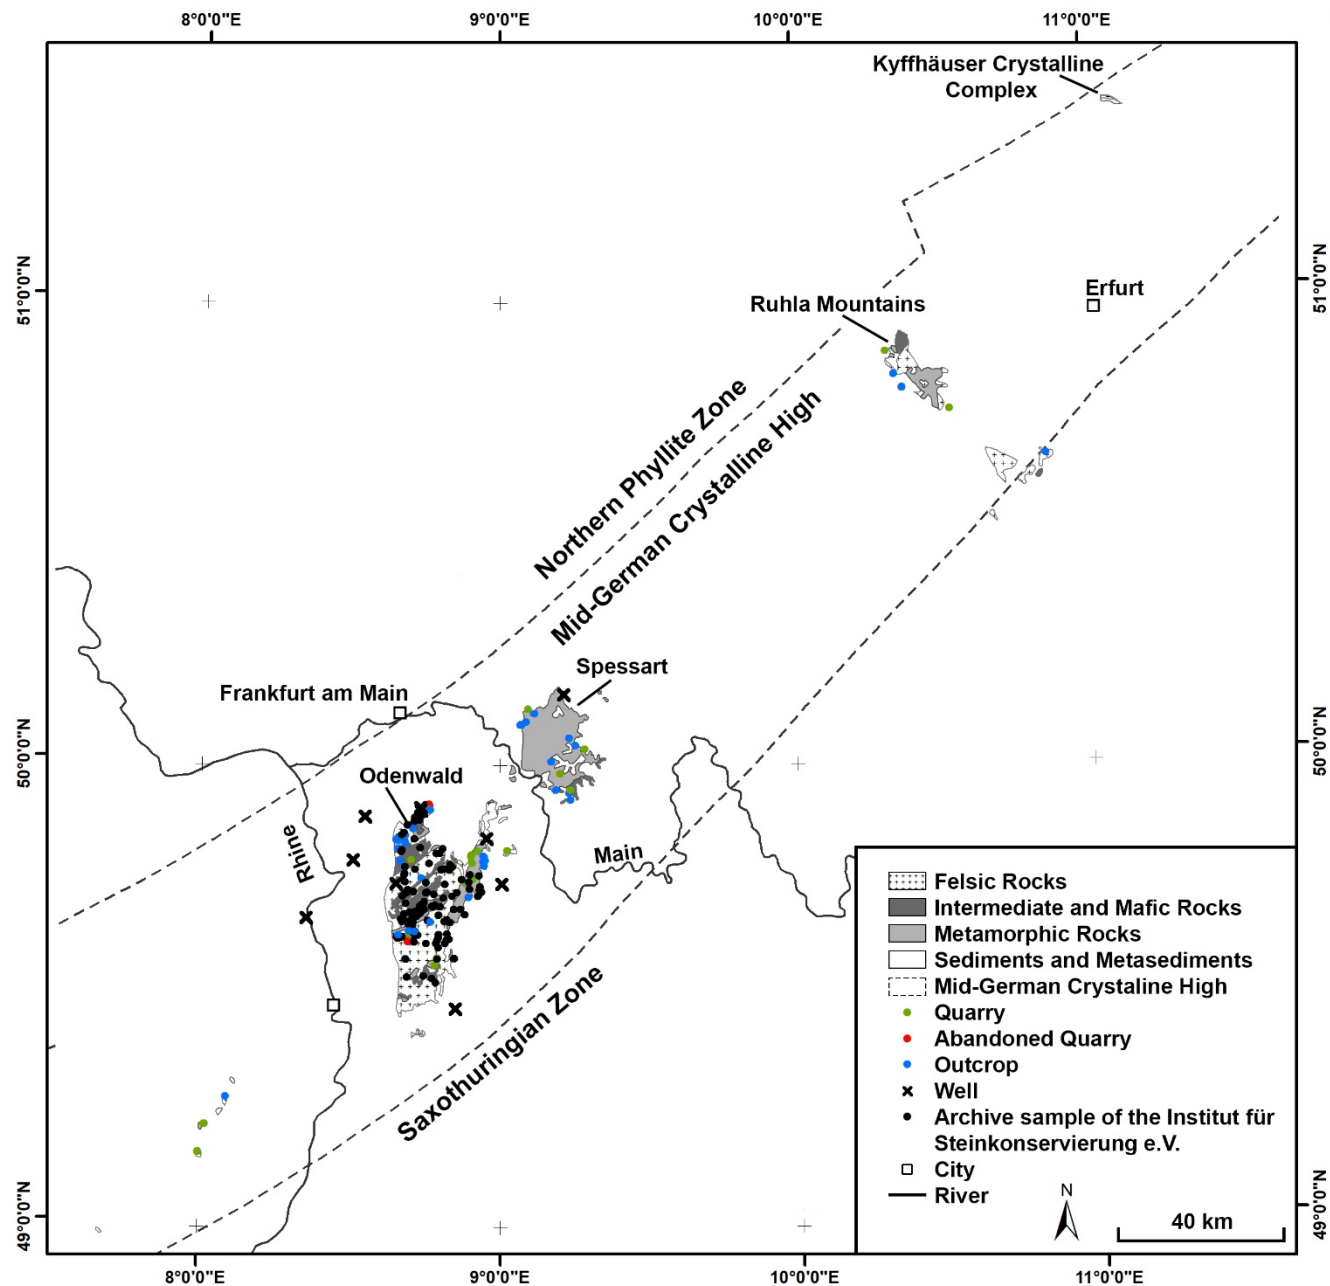 8°0'0"E
9°0'0"E
10°0'0"E
11°0'0"E
Kyffhäuser Crystalline
Complex
51°0'0"N
51°0'0"N
Erfurt
Ruhla Mountains
Northern Phyllite Zone
Mid-German Crystalline High
Spessart
Frankfurt am Main
50°0'0"N
50°0'0"N
Odenwald
Rhine
Main
Saxothuringian Zone
Felsic Rocks
Intermediate and Mafic Rocks
Metamorphic Rocks
Sediments and Metasediments
Mid-German Crystaline High
Quarry
Abandoned Quarry
Outcrop
Well
Archive sample of the Institut für
Steinkonservierung e.V.
City
River
N
40 km
49°0'0"N
49°0'0"N
8°0'0"E
9°0'0"E
10°0'0"E
11°0'0"E